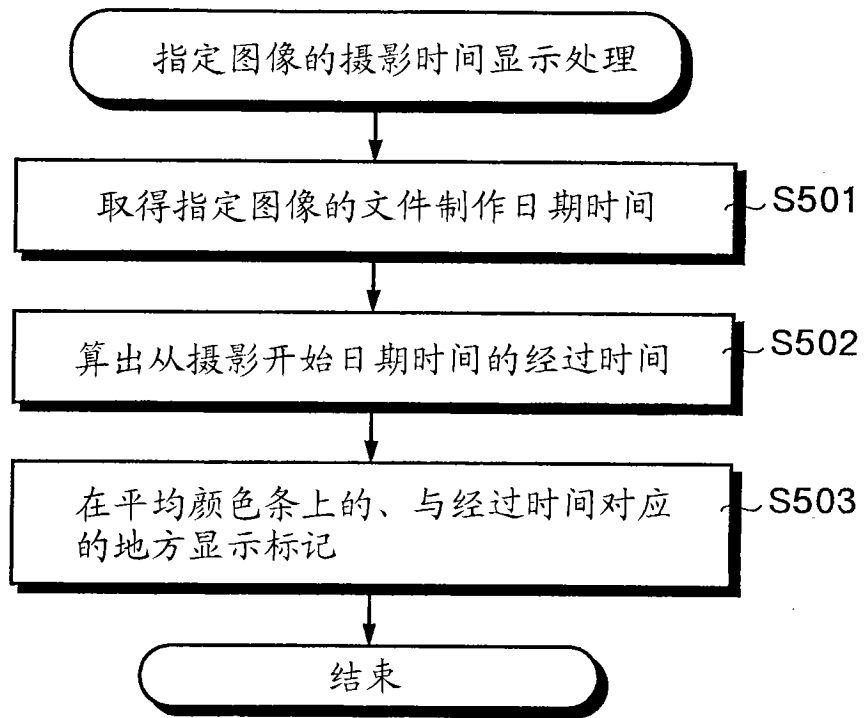 指定图像的摄影时间显示处理
取得指定图像的文件制作日期时间
S501
算出从摄影开始日期时间的经过时间
S502
在平均颜色条上的、与经过时间对应
的地方显示标记
S503
结束